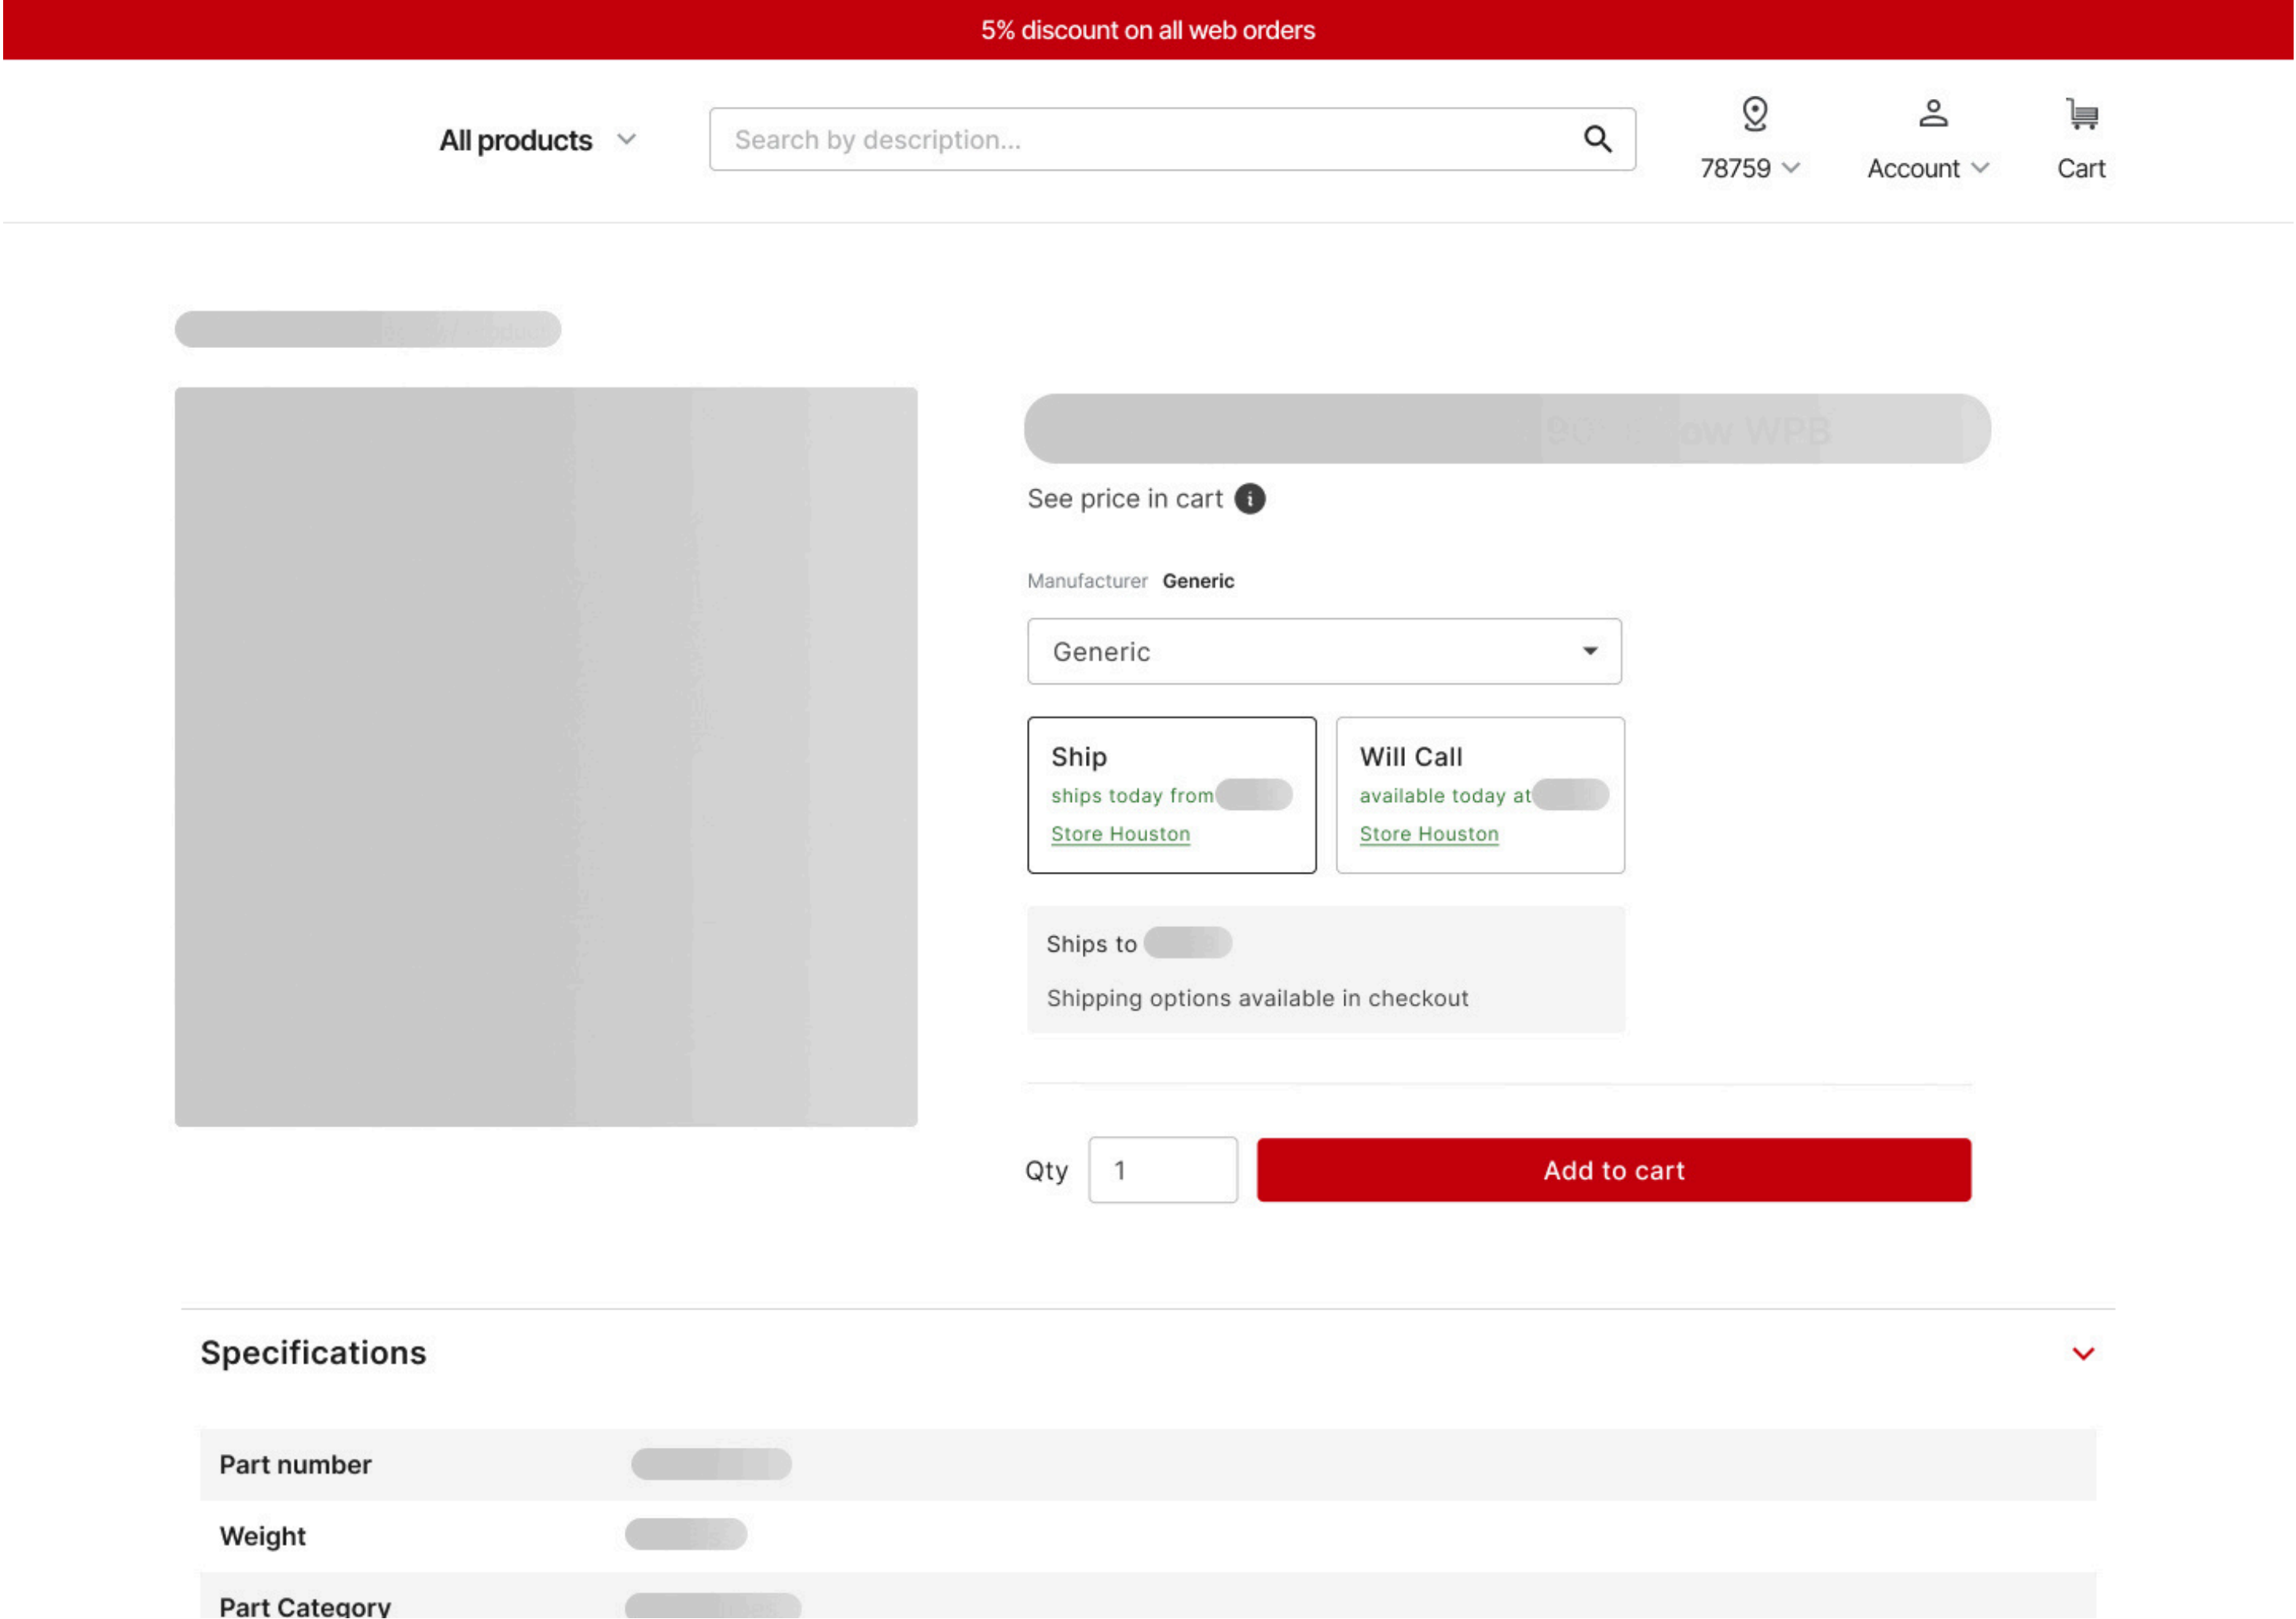 5% discount on all web orders
All products
Search by description...
78759
Account
Cart
WPB
See price in cart
Manufacturer Generic
Generic
Ship
ships today from
Store Houston
Will Call
available today at
Store Houston
Ships to
Shipping options available in checkout
Qty 1
Add to cart
Specifications
Part number
Weight
Part Category